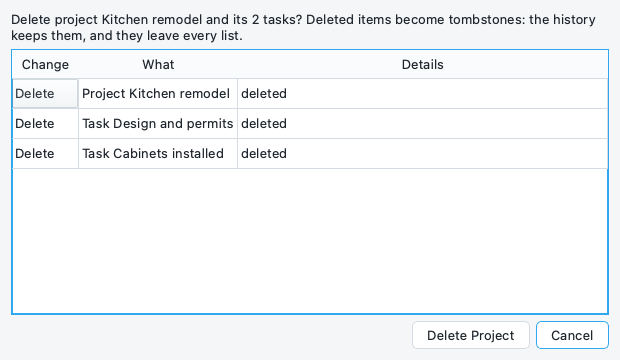 Delete project Kitchen remodel and its 2 tasks? Deleted items become tombstones: the history
keeps them, and they leave every list.
Change What Details
Delete Project Kitchen remodel deleted
Delete Task Design and permits deleted
Delete Task Cabinets installed deleted
Delete Project Cancel